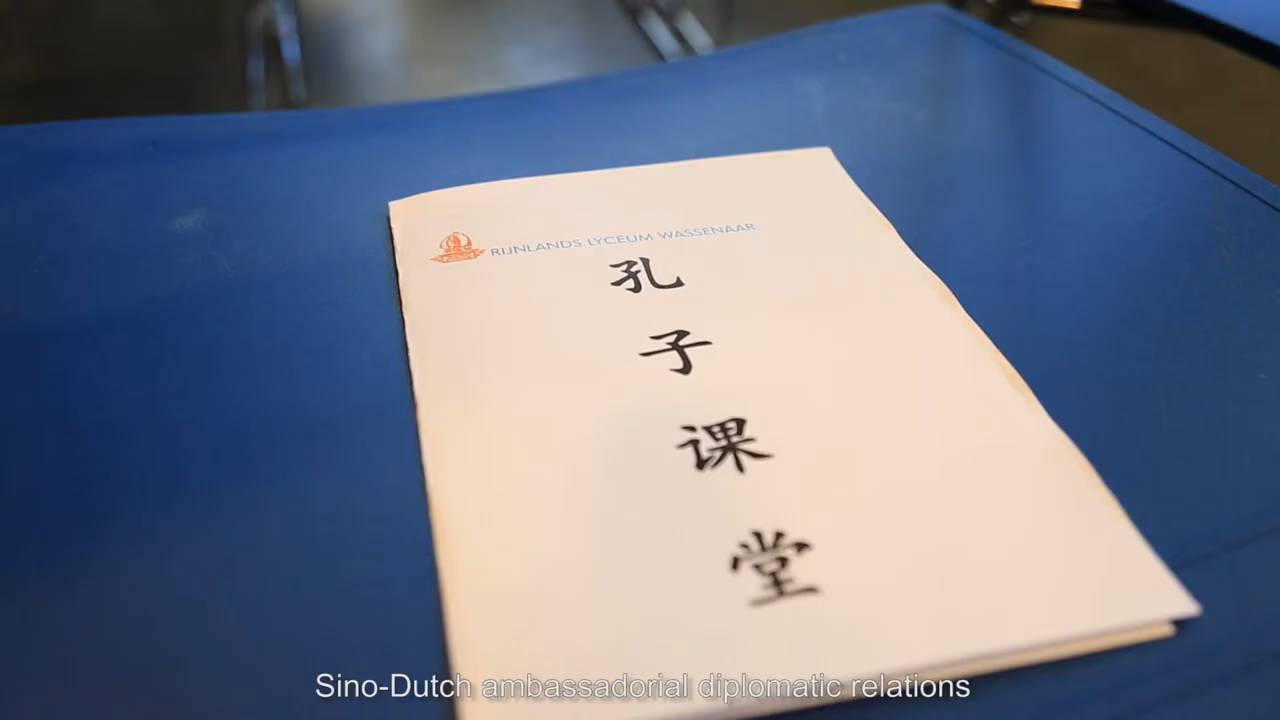 RIJNLANDS LYCEUM WASSENAAR
孔
子
课
堂
Sino-Dutch ambassadorial diplomatic relations